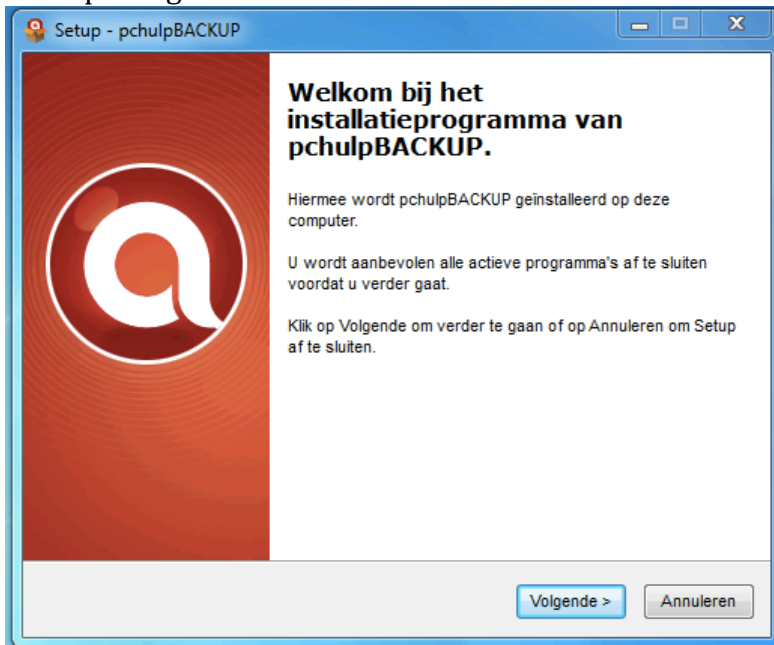 Setup - pchulpBACKUP
Welkom bij het
installatieprogramma van
pchulpBACKUP.
Hiermee wordt pchulpBACKUP geïnstalleerd op deze
computer.
U wordt aanbevolen alle actieve programma's af te sluiten
voordat u verder gaat.
Klik op Volgende om verder te gaan of op Annuleren om Setup
af te sluiten.
Volgende >
Annuleren